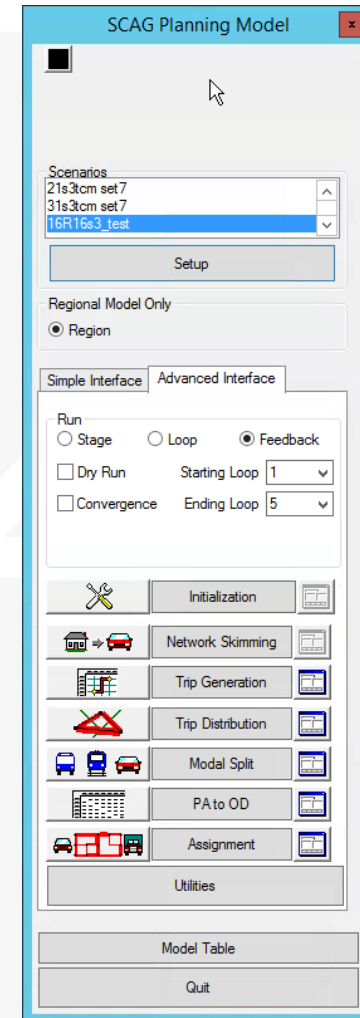 SCAG Planning Model
x
Scenarios
21s3tcm set7
31s3tcm set7
16R16s3_test
Setup
Regional Model Only
Region
Simple Interface Advanced Interface
Run
Stage Loop Feedback
Dry Run Starting Loop 1
Convergence Ending Loop 5
Initialization
Network Skimming
Trip Generation
Trip Distribution
Modal Split
PA to OD
Assignment
Utilities
Model Table
Quit